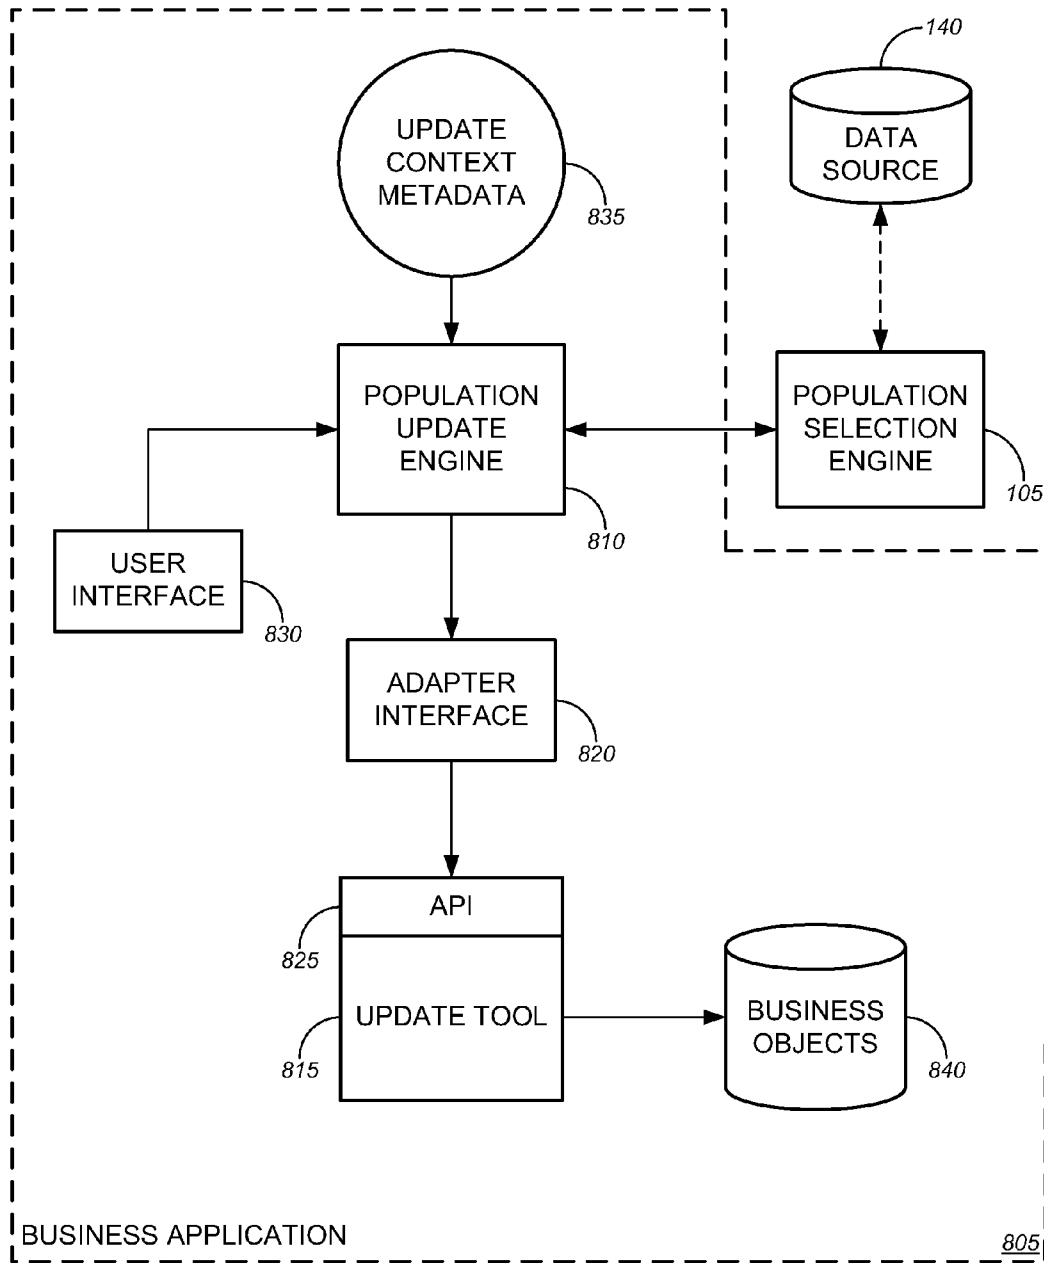 140
DATA
SOURCE
UPDATE
CONTEXT
METADATA
835
POPULATION
UPDATE
ENGINE
810
POPULATION
SELECTION
ENGINE
105
USER
INTERFACE
830
ADAPTER
INTERFACE
820
API
825
UPDATE TOOL
815
BUSINESS
OBJECTS
840
BUSINESS APPLICATION
805